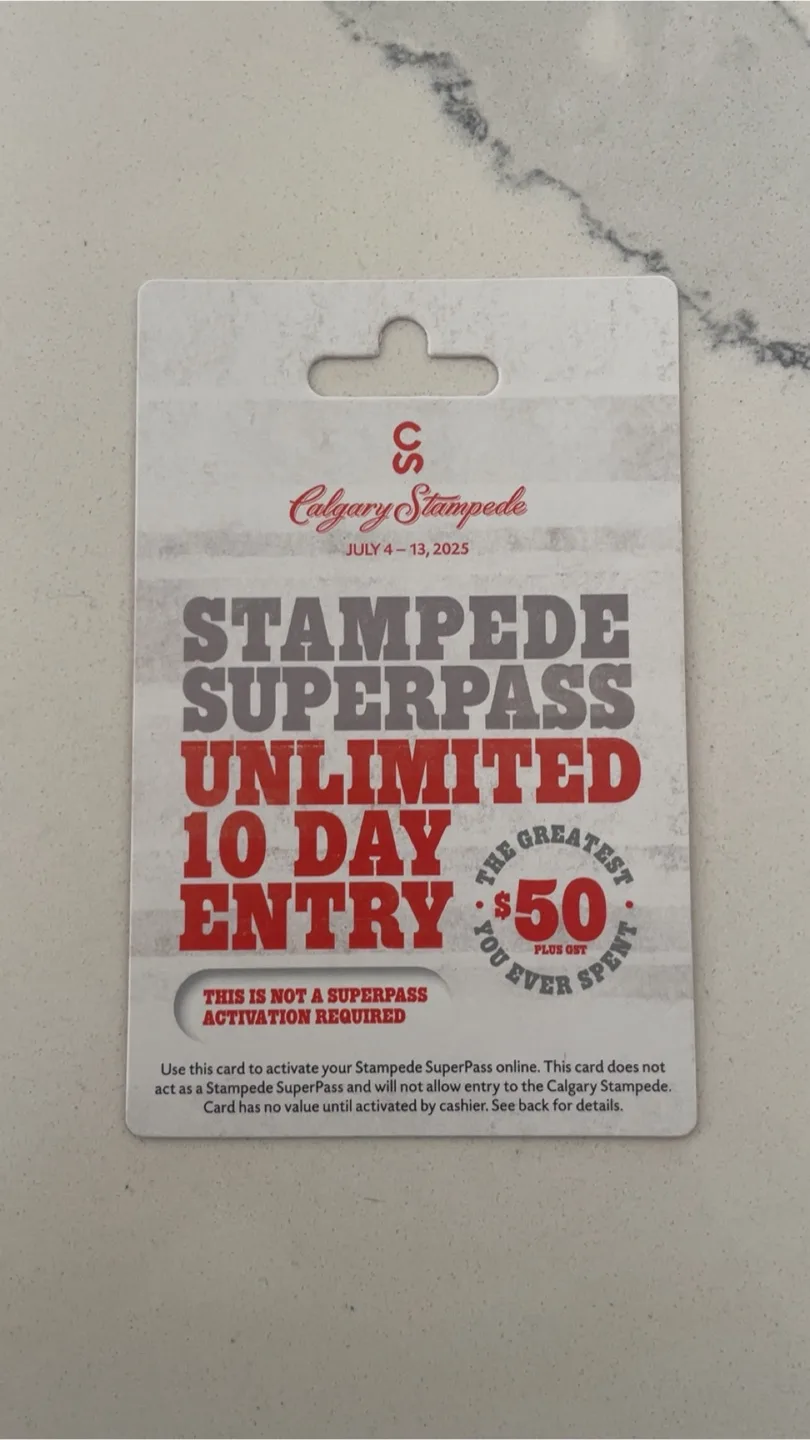 CS
Calgary Stampede
JULY 4 – 13, 2025
STAMPEDE
SUPERPASS
UNLIMITED
10 DAY
ENTRY
THE GREATEST
$50
PLUS GST
YOU EVER SPENT
THIS IS NOT A SUPERPASS
ACTIVATION REQUIRED
Use this card to activate your Stampede SuperPass online. This card does not
act as a Stampede SuperPass and will not allow entry to the Calgary Stampede.
Card has no value until activated by cashier. See back for details.